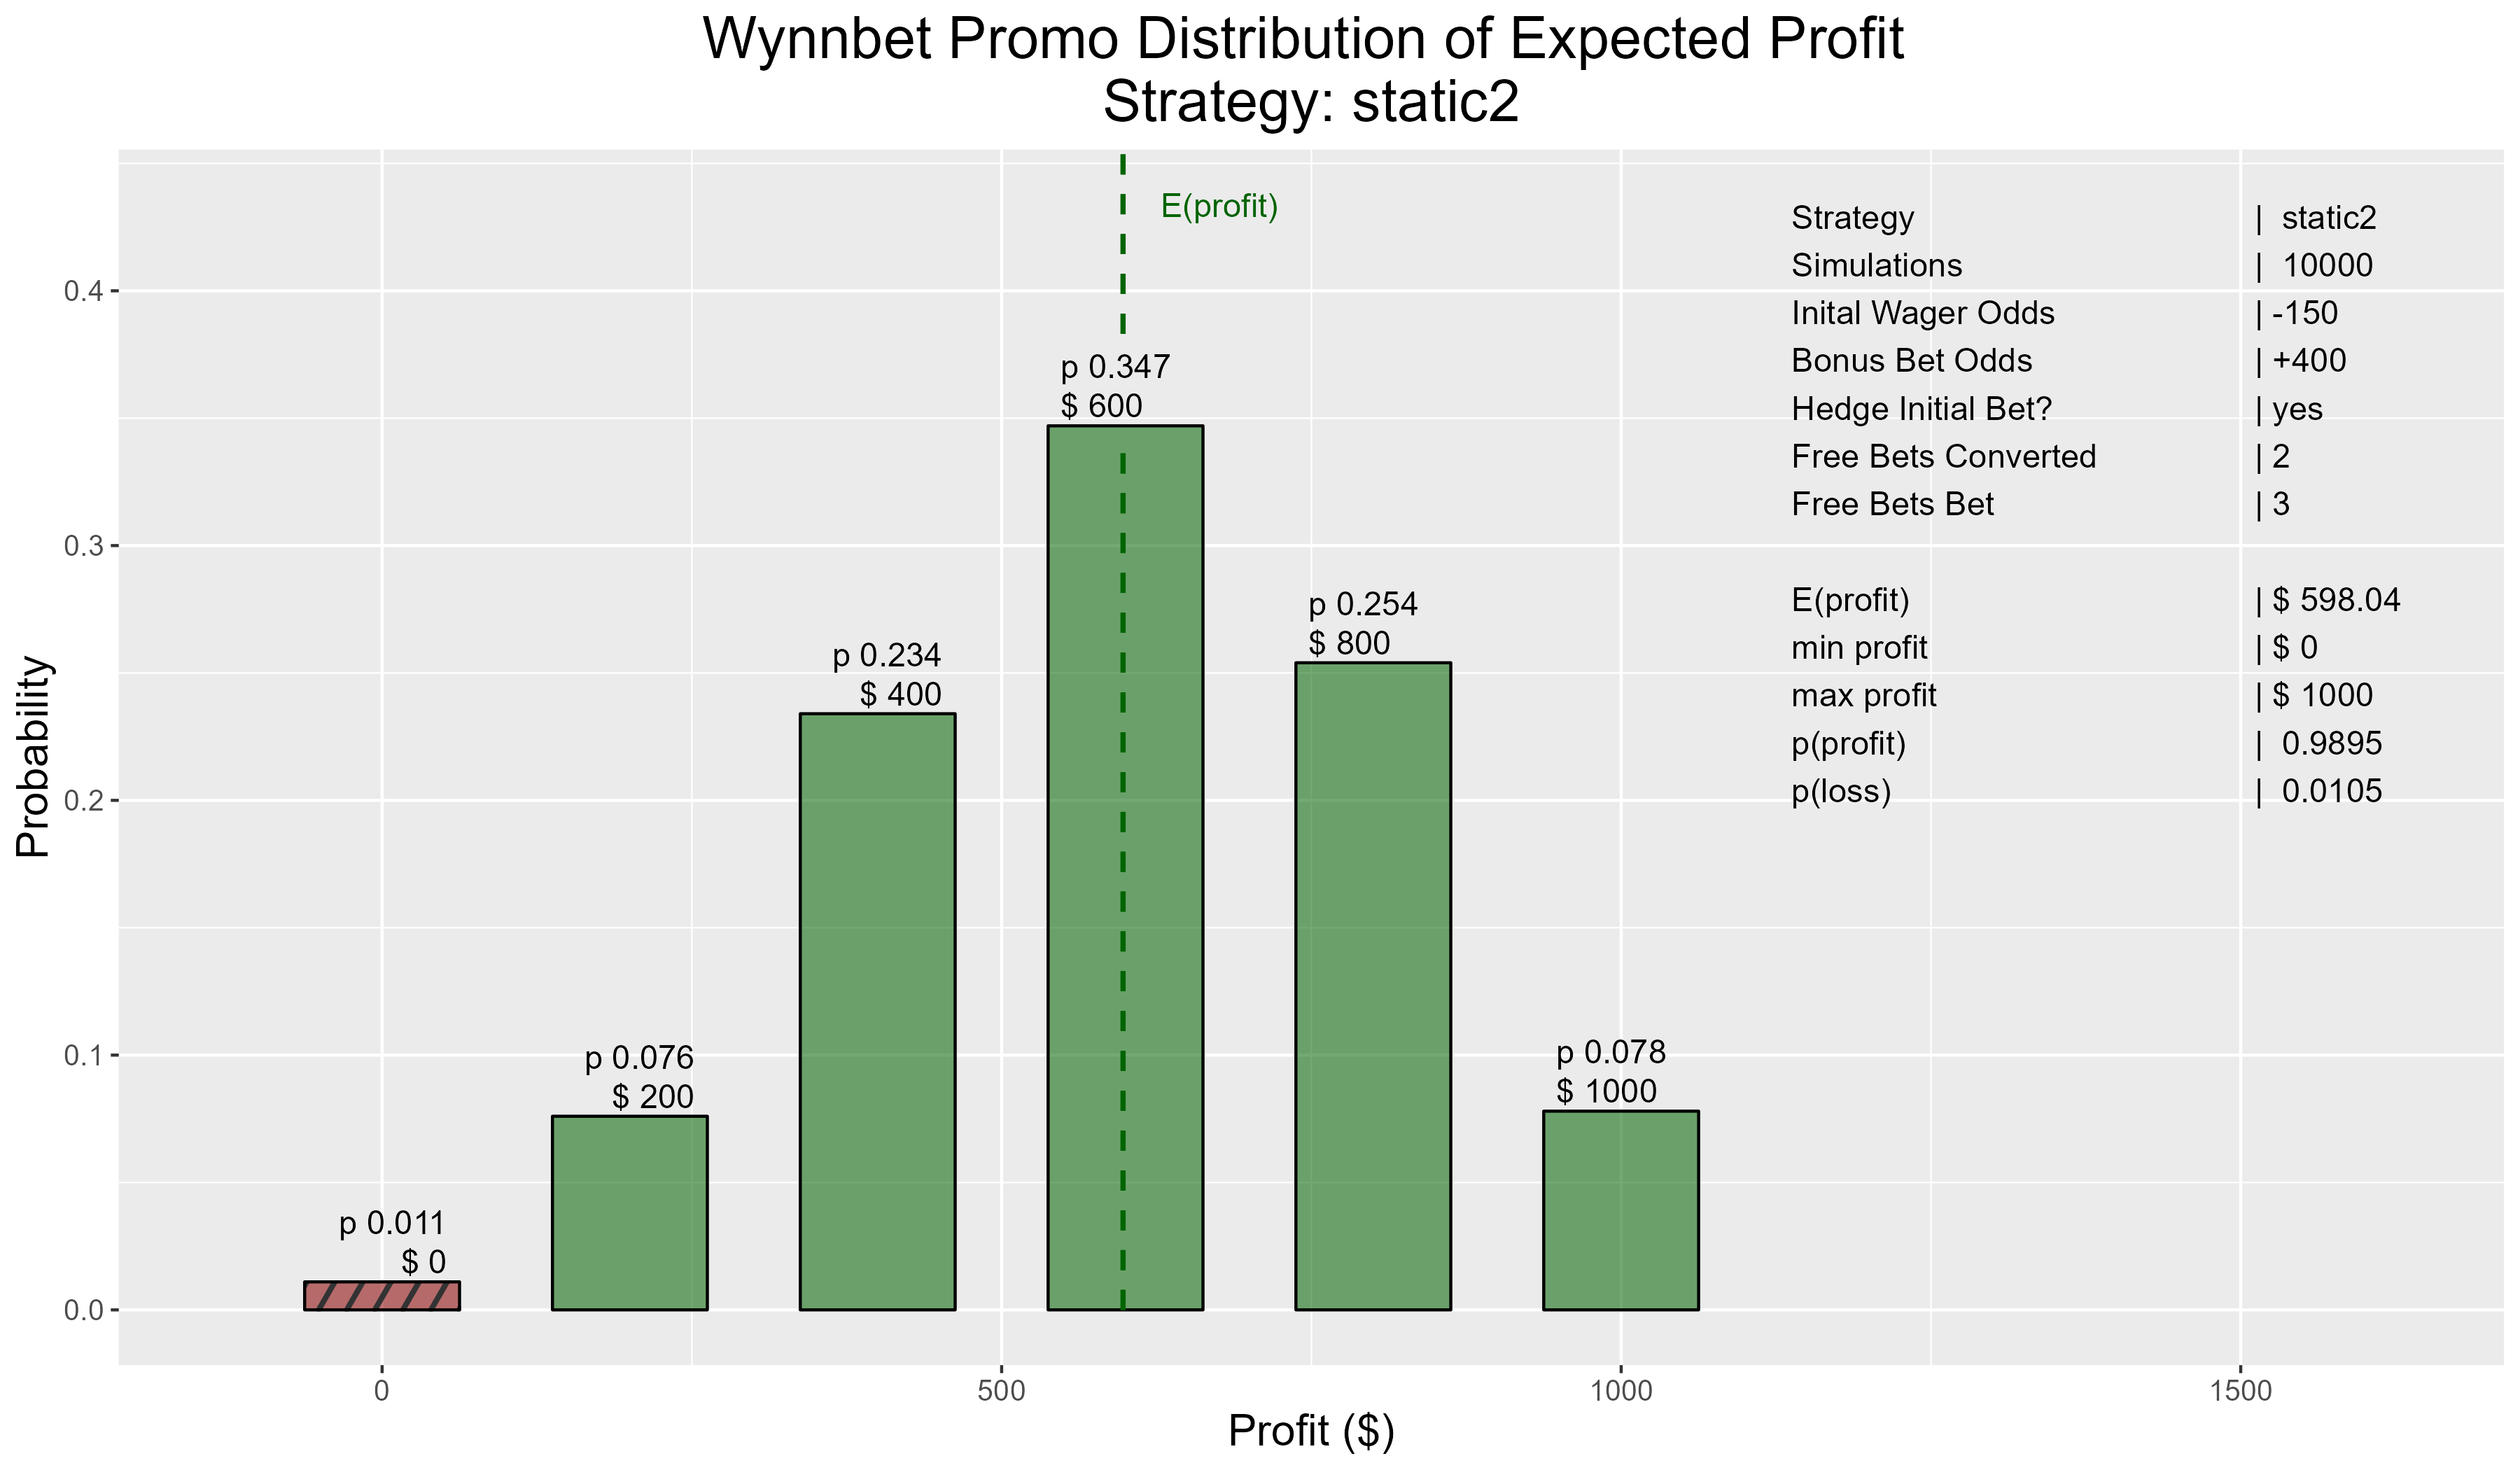 Wynnbet Promo Distribution of Expected Profit
Strategy: static2
E(profit)
Strategy | static2
Simulations | 10000
Inital Wager Odds | -150
Bonus Bet Odds | +400
Hedge Initial Bet? | yes
Free Bets Converted | 2
Free Bets Bet | 3
E(profit) | $ 598.04
min profit | $ 0
max profit | $ 1000
p(profit) | 0.9895
p(loss) | 0.0105
p 0.011
$ 0
p 0.076
$ 200
p 0.234
$ 400
p 0.347
$ 600
p 0.254
$ 800
p 0.078
$ 1000
Probability
0.4
0.3
0.2
0.1
0.0
0
500
1000
1500
Profit ($)